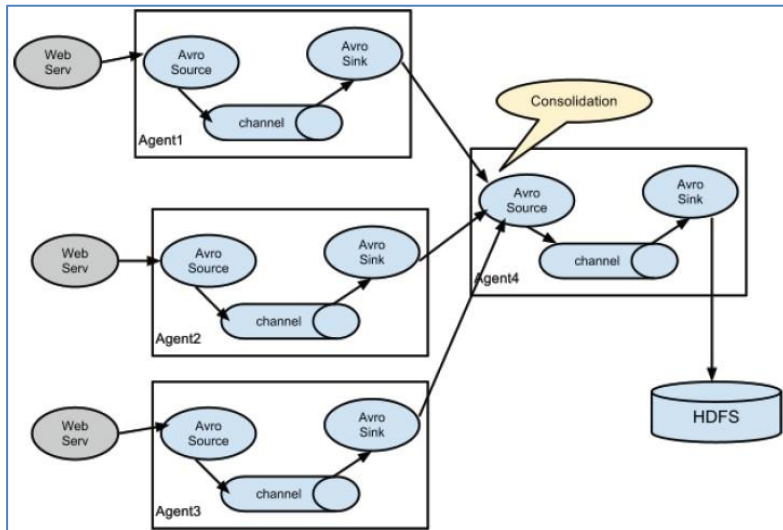 Web
Serv
Avro
Source
Avro
Sink
channel
Agent1
Consolidation
Web
Serv
Avro
Source
Avro
Sink
channel
Agent2
Avro
Source
Avro
Sink
channel
Agent4
Web
Serv
Avro
Source
Avro
Sink
channel
Agent3
HDFS